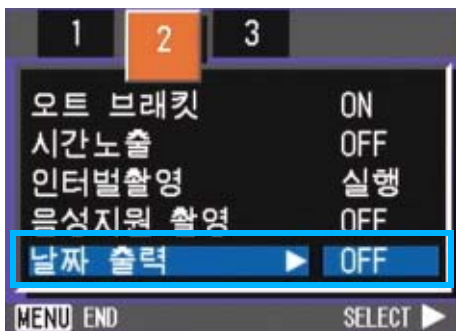 1 2 3
오트 브래킷 ON
시간노출 OFF
인터벌촬영 실행
음성지원 촬영 OFF
날짜 출력 ▶ OFF
MENU END SELECT ▶